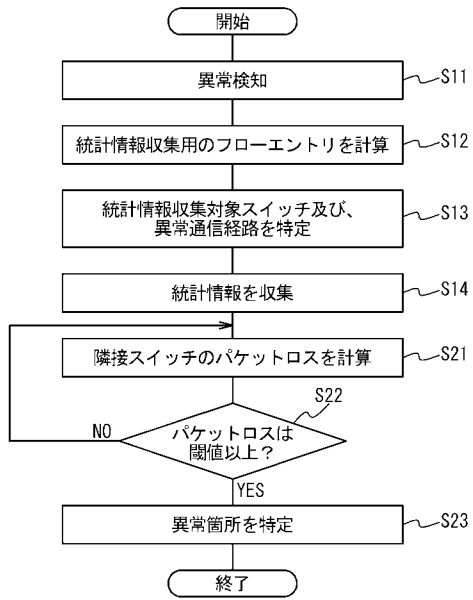 開始
異常検知
S11
統計情報収集用のフローエントリを計算
S12
統計情報収集対象スイッチ及び、
異常通信経路を特定
S13
統計情報を収集
S14
隣接スイッチのパケットロスを計算
S21
S22
パケットロスは
閾値以上?
NO
YES
異常箇所を特定
S23
終了